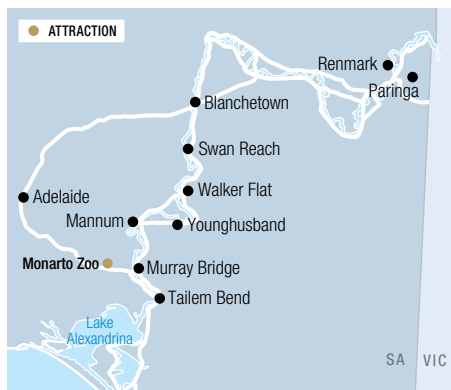 ATTRACTION
Renmark
Paringa
Blanchetown
Swan Reach
Walker Flat
Adelaide
Mannum
Younghusband
Monarto Zoo
Murray Bridge
Tailem Bend
Lake
Alexandrina
SA
VIC